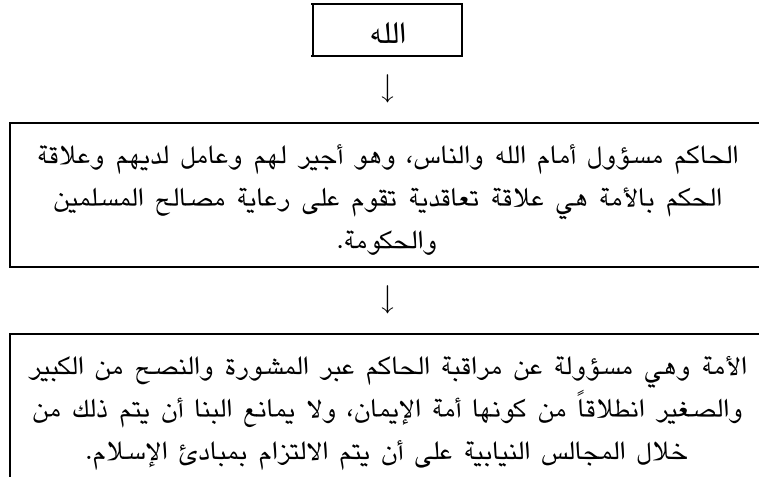 الله
↓
الحاكم مسؤول أمام الله والناس، وهو أجير لهم وعامل لديهم وعلاقة
الحكم بالأمة هي علاقة تعاقدية تقوم على رعاية مصالح المسلمين
والحكومة.
↓
الأمة وهي مسؤولة عن مراقبة الحاكم عبر المشورة والنصح من الكبير
والصغير انطلاقاً من كونها أمة الإيمان، ولا يمانع البنا أن يتم ذلك من
خلال المجالس النيابية على أن يتم الالتزام بمبادئ الإسلام.